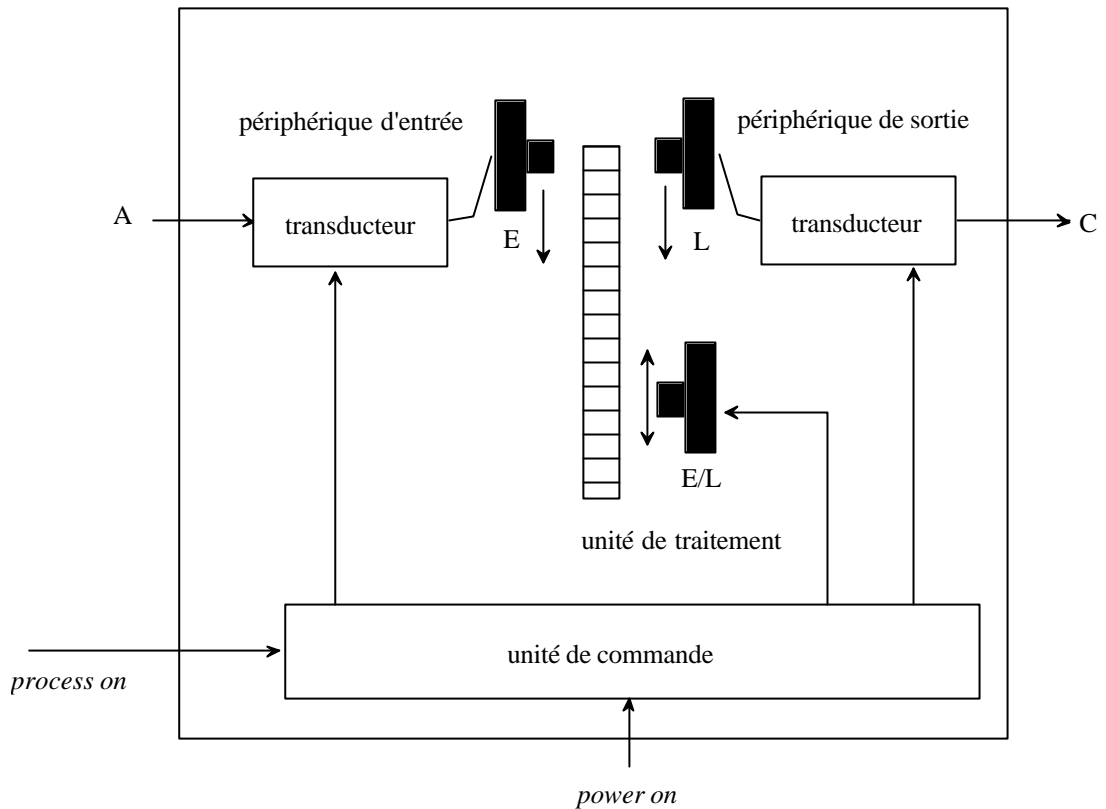 périphérique d'entrée
périphérique de sortie
A
transducteur
E
L
transducteur
C
E/L
unité de traitement
unité de commande
process on
power on